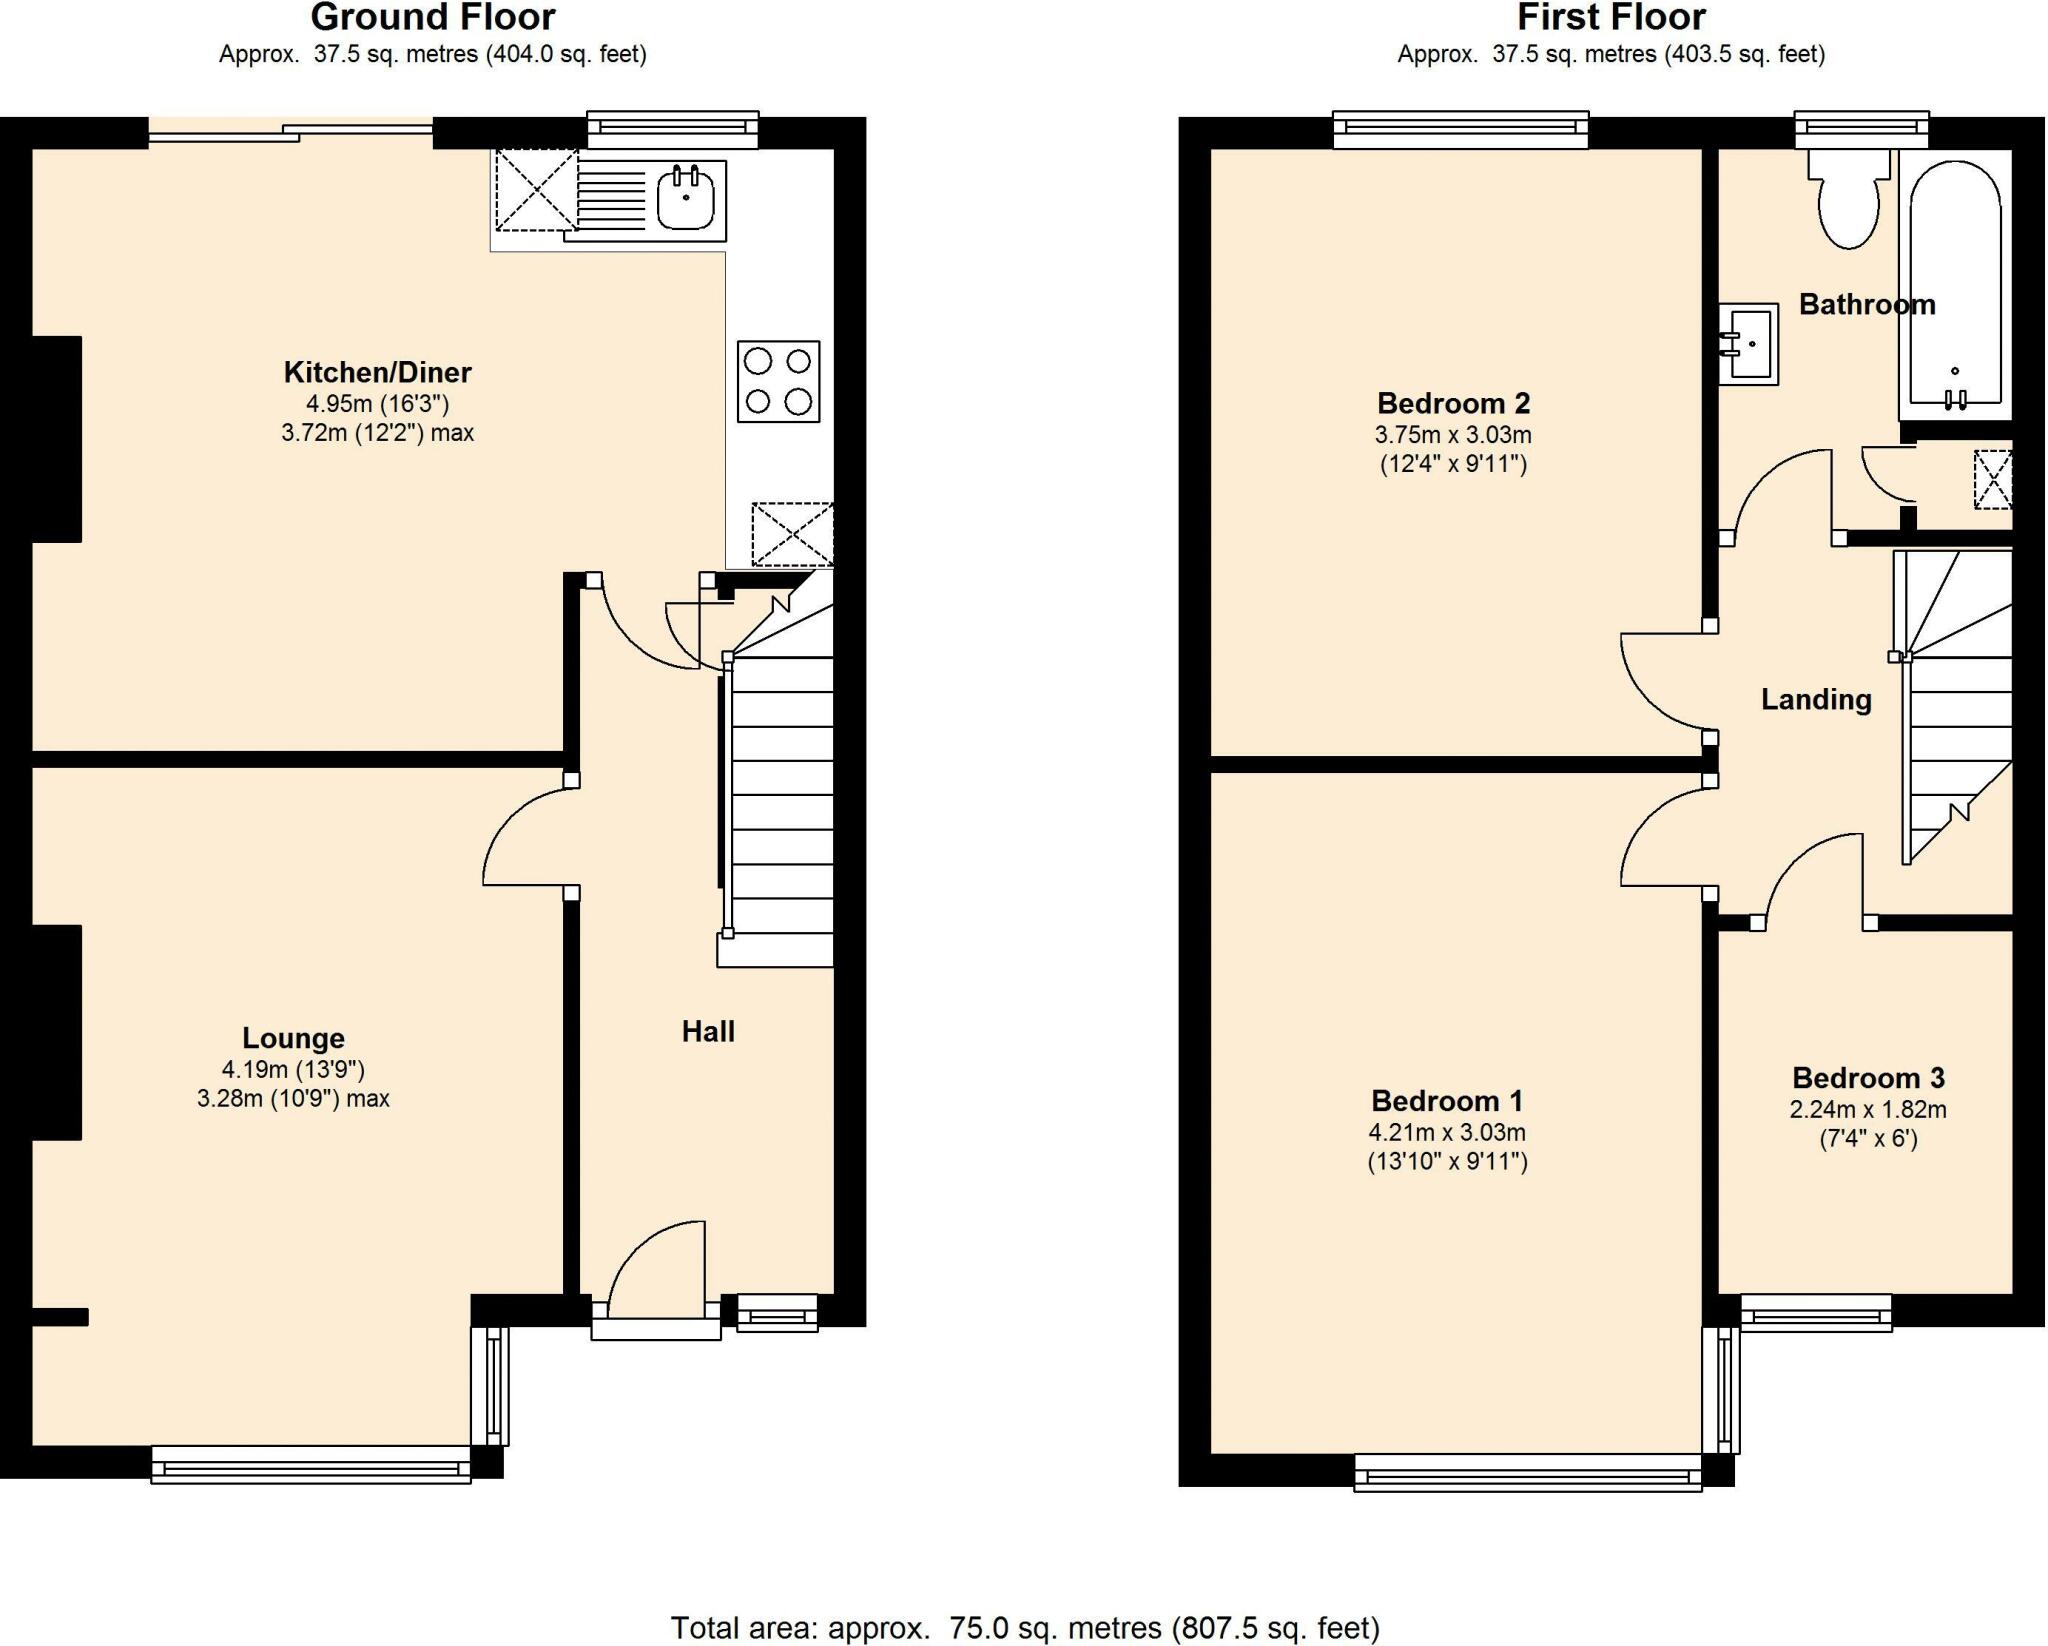 Ground Floor
Approx.  37.5 sq. metres (404.0 sq. feet)
Kitchen/Diner
4.95m (16'3")
3.72m (12'2") max
Lounge
4.19m (13'9")
3.28m (10'9") max
Hall
First Floor
Approx.  37.5 sq. metres (403.5 sq. feet)
Bathroom
Bedroom 2
3.75m x 3.03m
(12'4" x 9'11")
Landing
Bedroom 1
4.21m x 3.03m
(13'10" x 9'11")
Bedroom 3
2.24m x 1.82m
(7'4" x 6')
Total area: approx.  75.0 sq. metres (807.5 sq. feet)